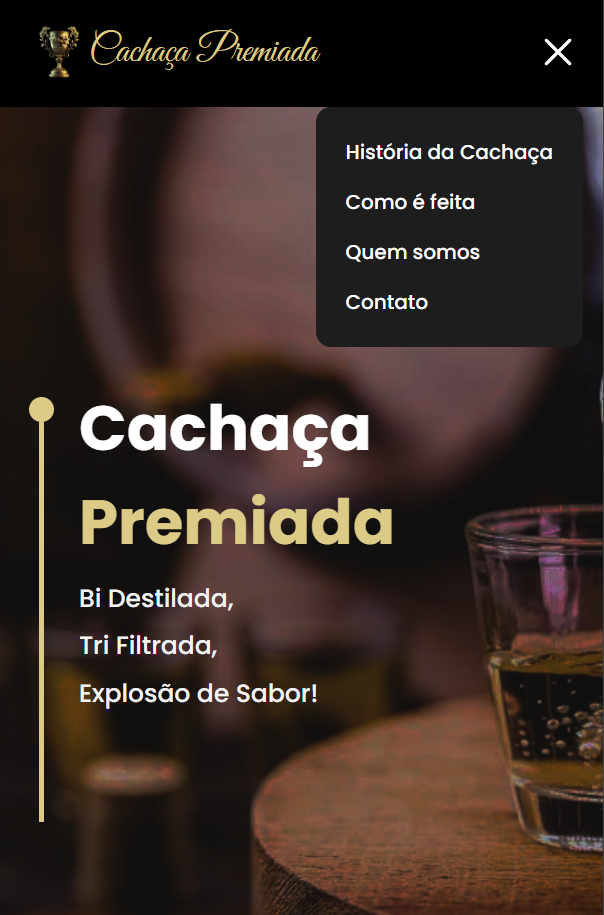 Cachaça Premiada
História da Cachaça
Como é feita
Quem somos
Contato
Cachaça
Premiada
Bi Destilada,
Tri Filtrada,
Explosão de Sabor!